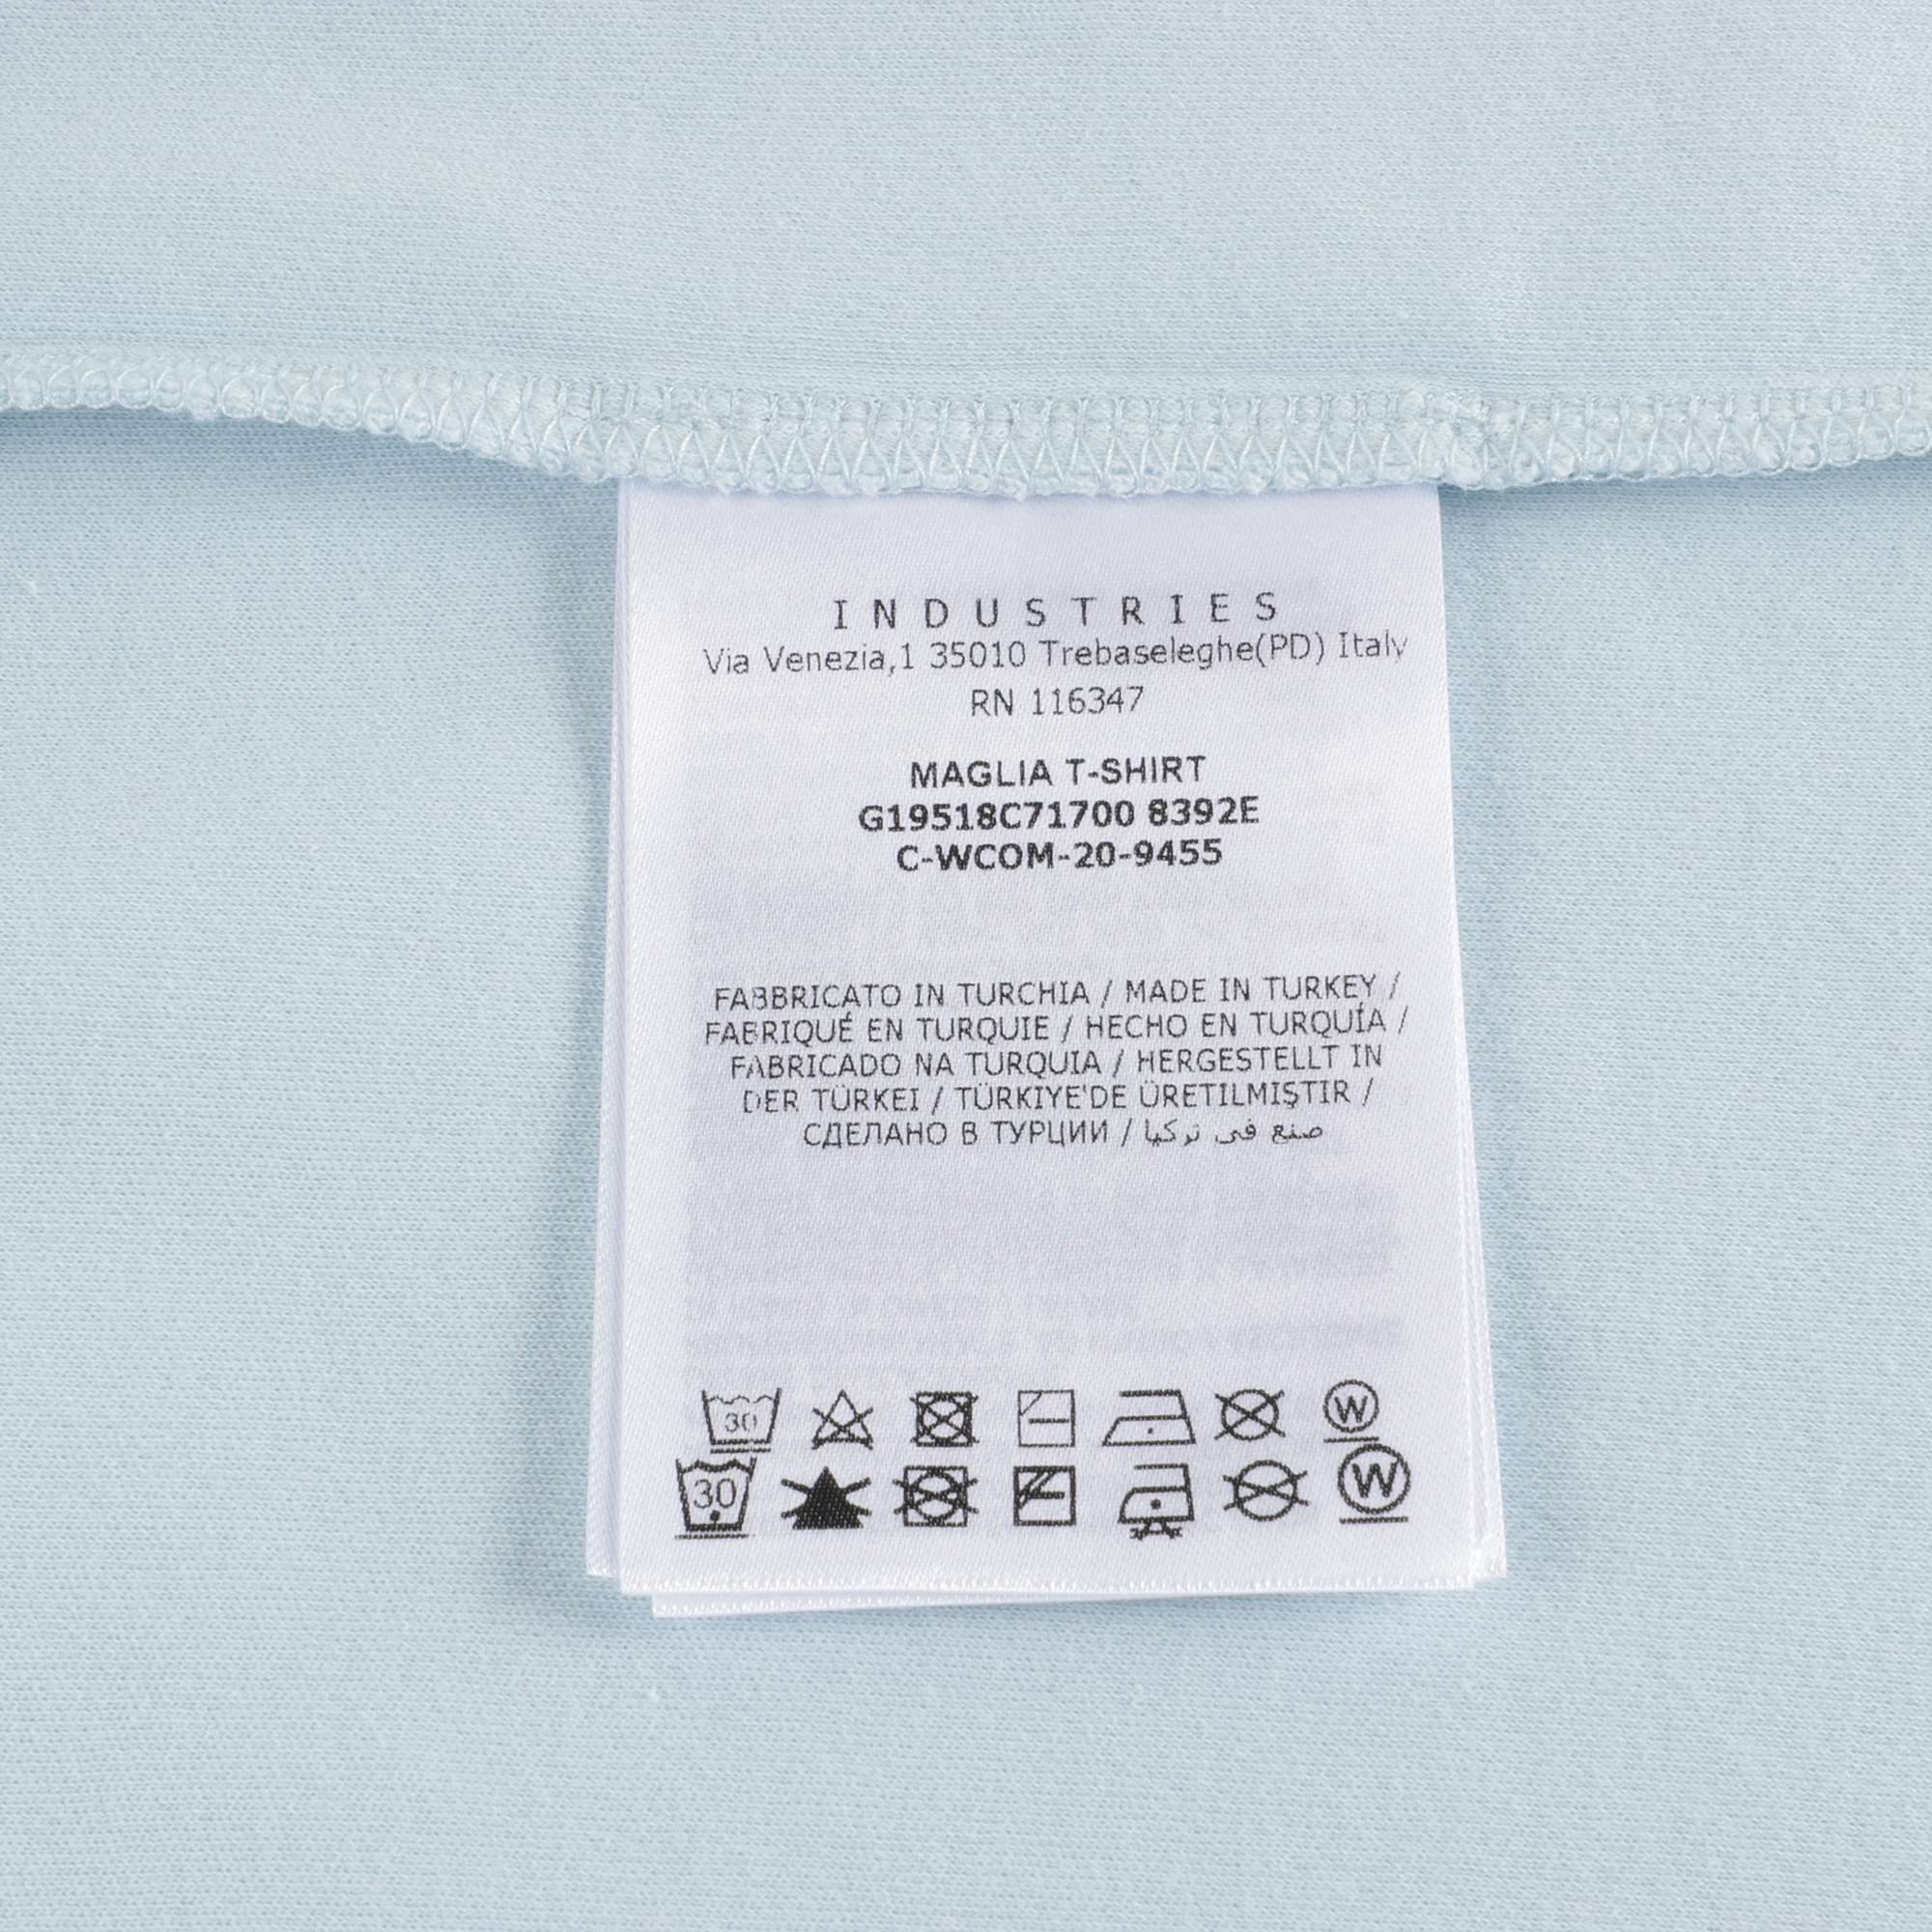 INDUSTRIES
Via Venezia,1 35010 Trebaseleghe(PD) Italy
RN 116347
MAGLIA T-SHIRT
G19518C71700 8392E
C-WCOM-20-9455
FABBRICATO IN TURCHIA / MADE IN TURKEY /
FABRIQUÉ EN TURQUIE / HECHO EN TURQUÍA /
FABRICADO NA TURQUIA / HERGESTELLT IN
DER TÜRKEI / TÜRKIYE'DE ÜRETILMIŞTIR /
СДЕЛАНО В ТУРЦИИ / صنع في تركيا
30 W
30 W